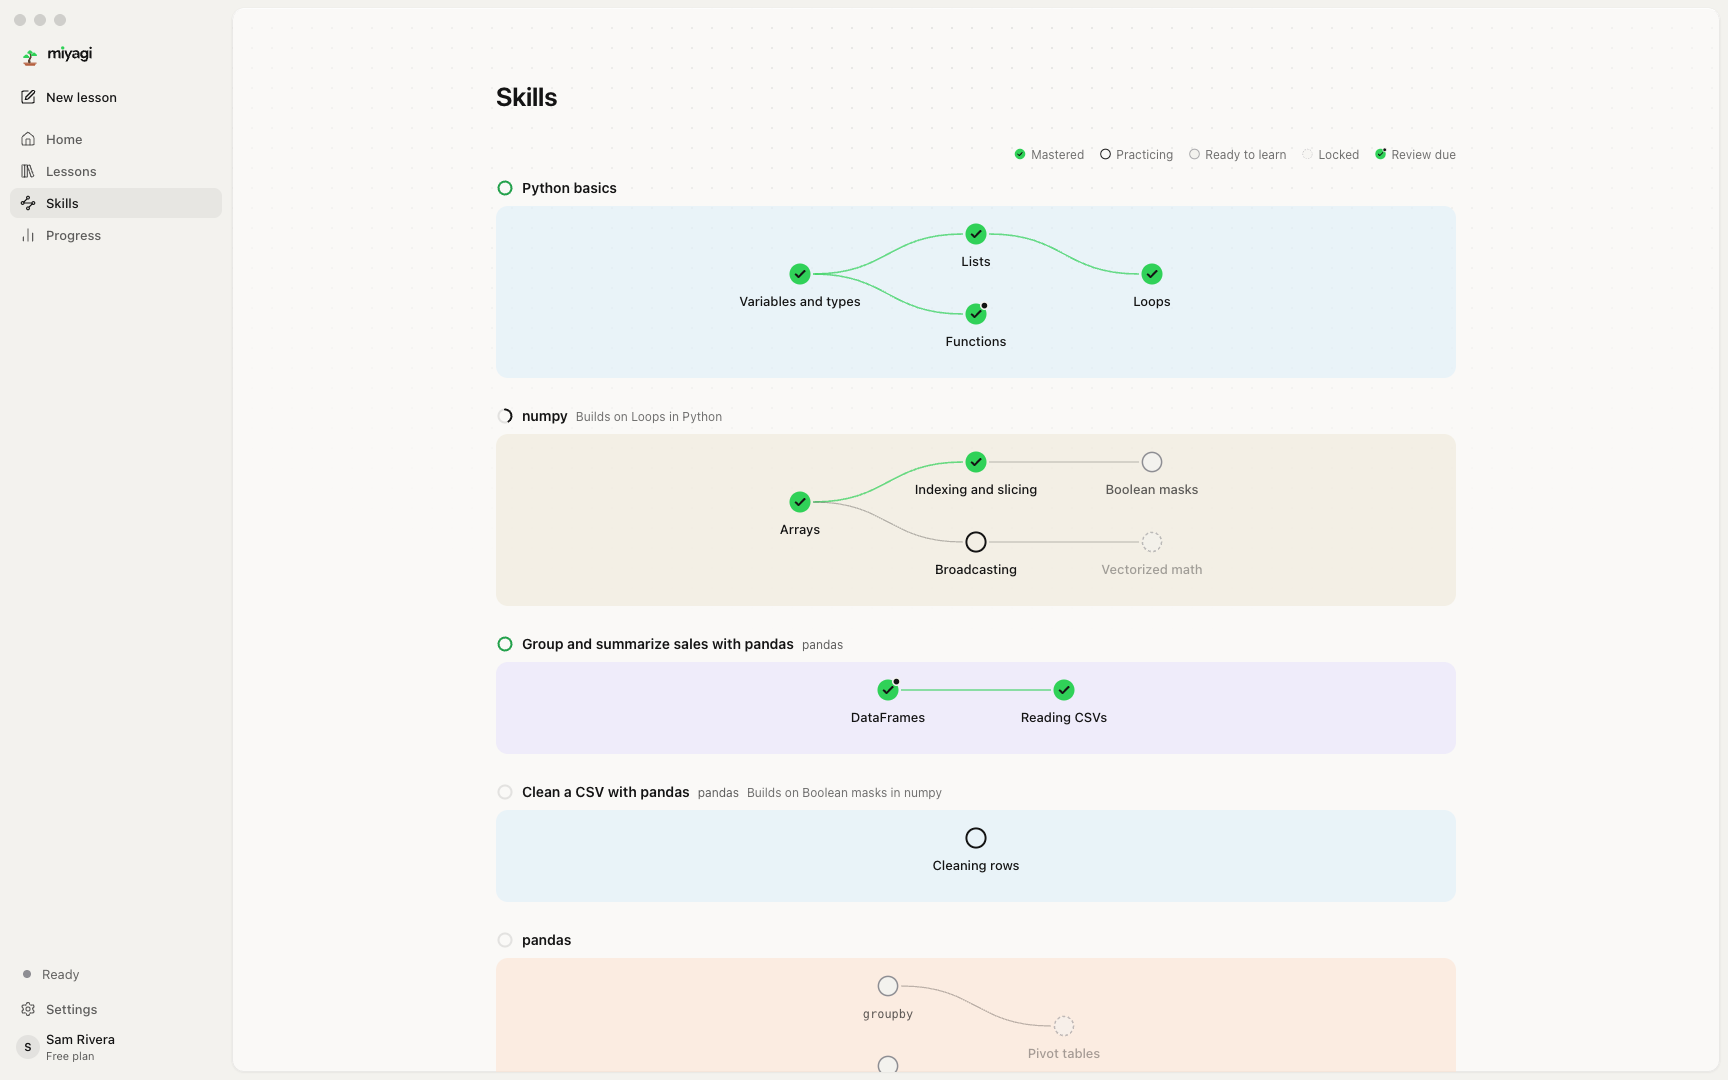 miyagi
New lesson
Home
Lessons
Skills
Progress
Ready
Settings
S
Sam Rivera
Free plan
Skills
Mastered Practicing Ready to learn Locked Review due
Python basics
Variables and types
Lists
Functions
Loops
numpy Builds on Loops in Python
Arrays
Indexing and slicing
Boolean masks
Broadcasting
Vectorized math
Group and summarize sales with pandas pandas
DataFrames
Reading CSVs
Clean a CSV with pandas pandas Builds on Boolean masks in numpy
Cleaning rows
pandas
groupby
Pivot tables